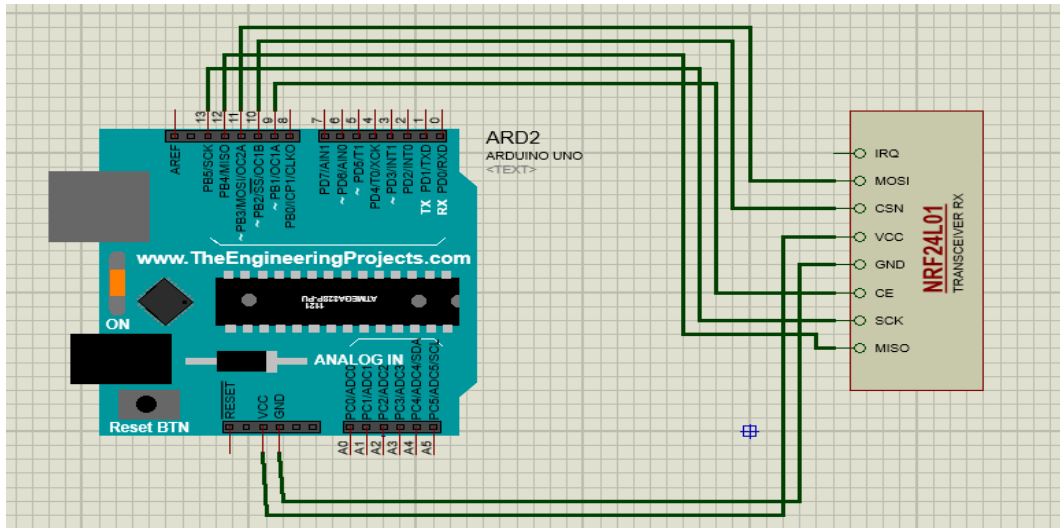 13
12
11
10
9
8
7
6
5
4
3
2
1
0
AREF
PB5/SCK
PB4/MISO
~ PB3/MOSI/OC2A
~ PB2/SS/OC1B
~ PB1/OC1A
PB0/ICP1/CLKO
PD7/AIN1
~ PD6/AIN0
~ PD5/T1
PD4/T0/XCK
~ PD3/INT1
PD2/INT0
TX PD1/TXD
RX PD0/RXD
ARD2
ARDUINO UNO
<TEXT>
www.TheEngineeringProjects.com
1121
ATMEGA328P-PU
ON
ANALOG IN
Reset BTN
RESET
VCC
GND
PC0/ADC0
PC1/ADC1
PC2/ADC2
PC3/ADC3
PC4/ADC4/SDA
PC5/ADC5/SCL
A0
A1
A2
A3
A4
A5
IRQ
MOSI
CSN
VCC
GND
CE
SCK
MISO
NRF24L01
TRANSCEIVER RX